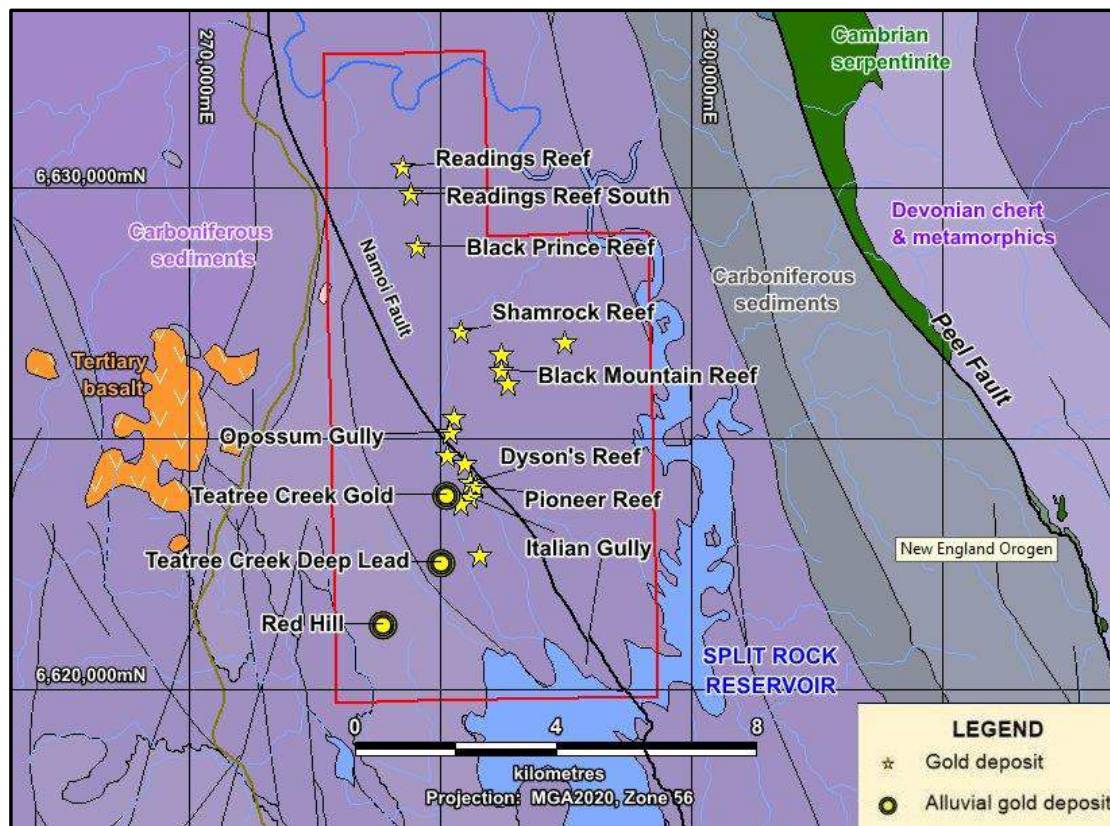 270,000mE
280,000mE
Cambrian
serpentinite
Readings Reef
6,630,000mN
Readings Reef South
Devonian chert
& metamorphics
Carboniferous
sediments
Namoi Fault
Black Prince Reef
Carboniferous
sediments
Shamrock Reef
Peel Fault
Tertiary
basalt
Black Mountain Reef
Opossum Gully
Dyson's Reef
Teatree Creek Gold
Pioneer Reef
Italian Gully
New England Orogen
Teatree Creek Deep Lead
Red Hill
6,620,000mN
SPLIT ROCK
RESERVOIR
0 4 8
kilometres
Projection: MGA2020, Zone 56
LEGEND
Gold deposit
Alluvial gold deposit